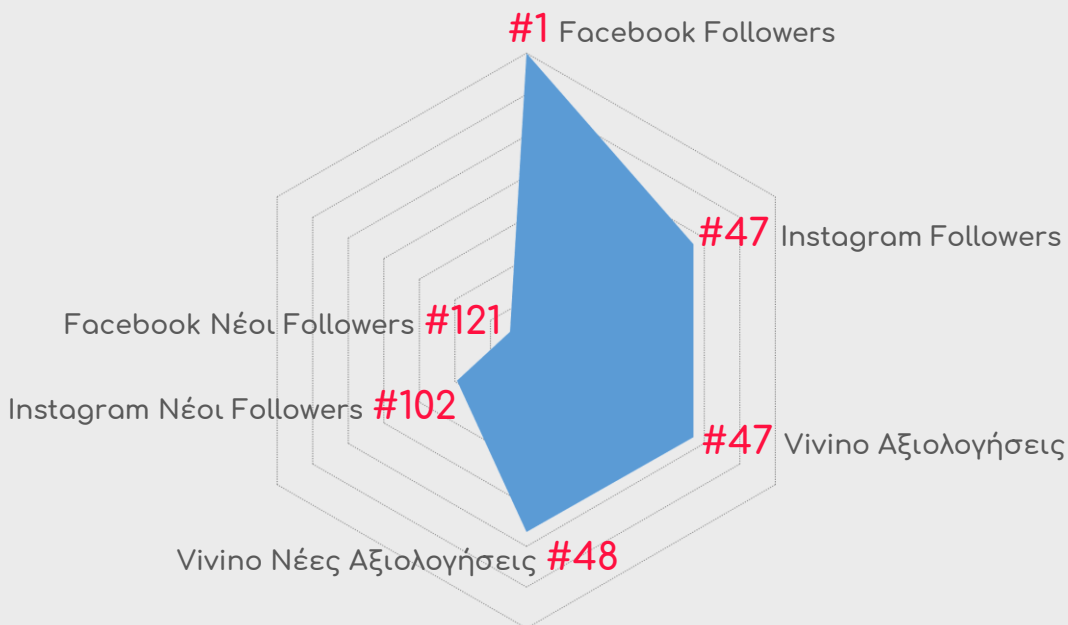 #1 Facebook Followers
#47 Instagram Followers
Facebook Νέοι Followers #121
Instagram Νέοι Followers #102
#47 Vivino Αξιολογήσεις
Vivino Νέες Αξιολογήσεις #48